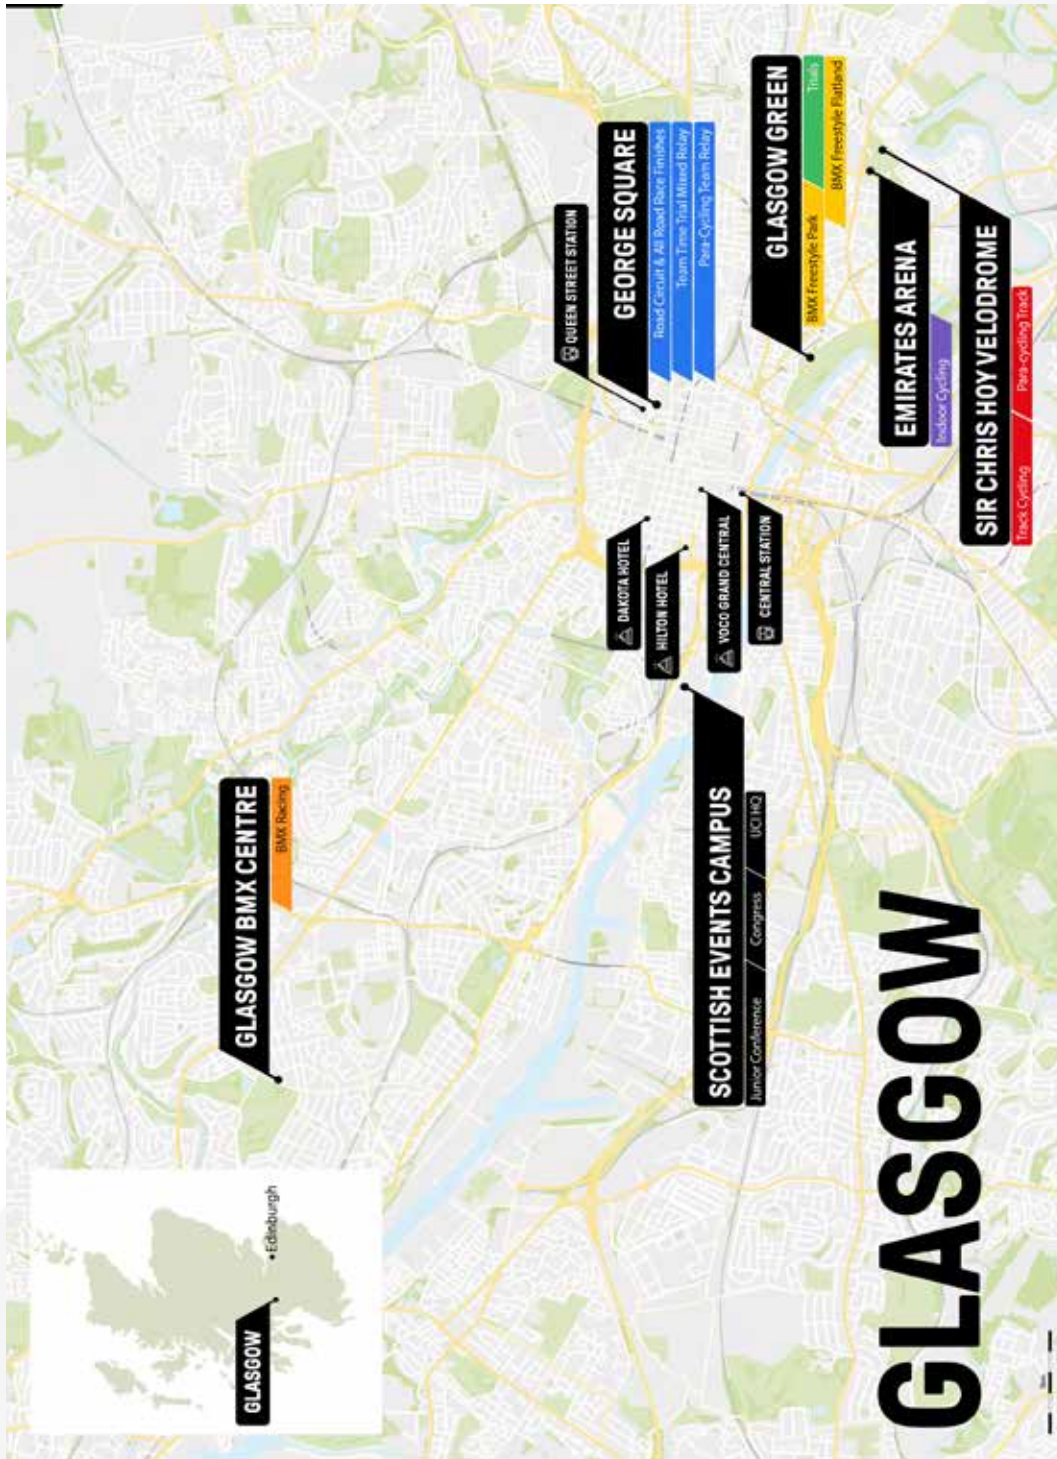 GLASGOW
Edinburgh
GLASGOW BMX CENTRE
BMX Racing
QUEEN STREET STATION
GEORGE SQUARE
Road Circuit & All Road Race Finishes
Team Time Trial Mixed Relay
Para-Cycling Team Relay
DAKOTA HOTEL
HILTON HOTEL
VOCO GRAND CENTRAL
CENTRAL STATION
SCOTTISH EVENTS CAMPUS
Junior Conference / Congress / UCI HQ
GLASGOW GREEN
BMX Freestyle Park Trials
BMX Freestyle Flatland
EMIRATES ARENA
Indoor Cycling
SIR CHRIS HOY VELODROME
Track Cycling / Para-cycling Track
GLASGOW